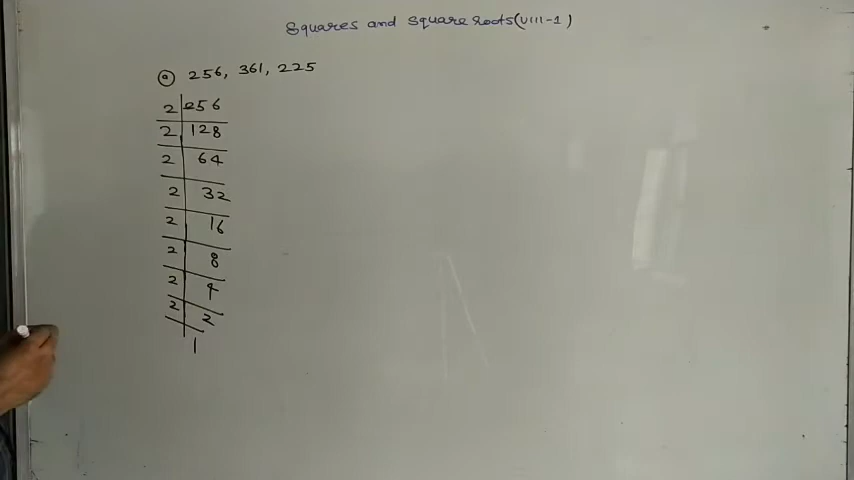 Squares and square roots(VIII-1)
(a) 256, 361, 225
2 | 256
2 | 128
2 | 64
2 | 32
2 | 16
2 | 8
2 | 4
2 | 2
1